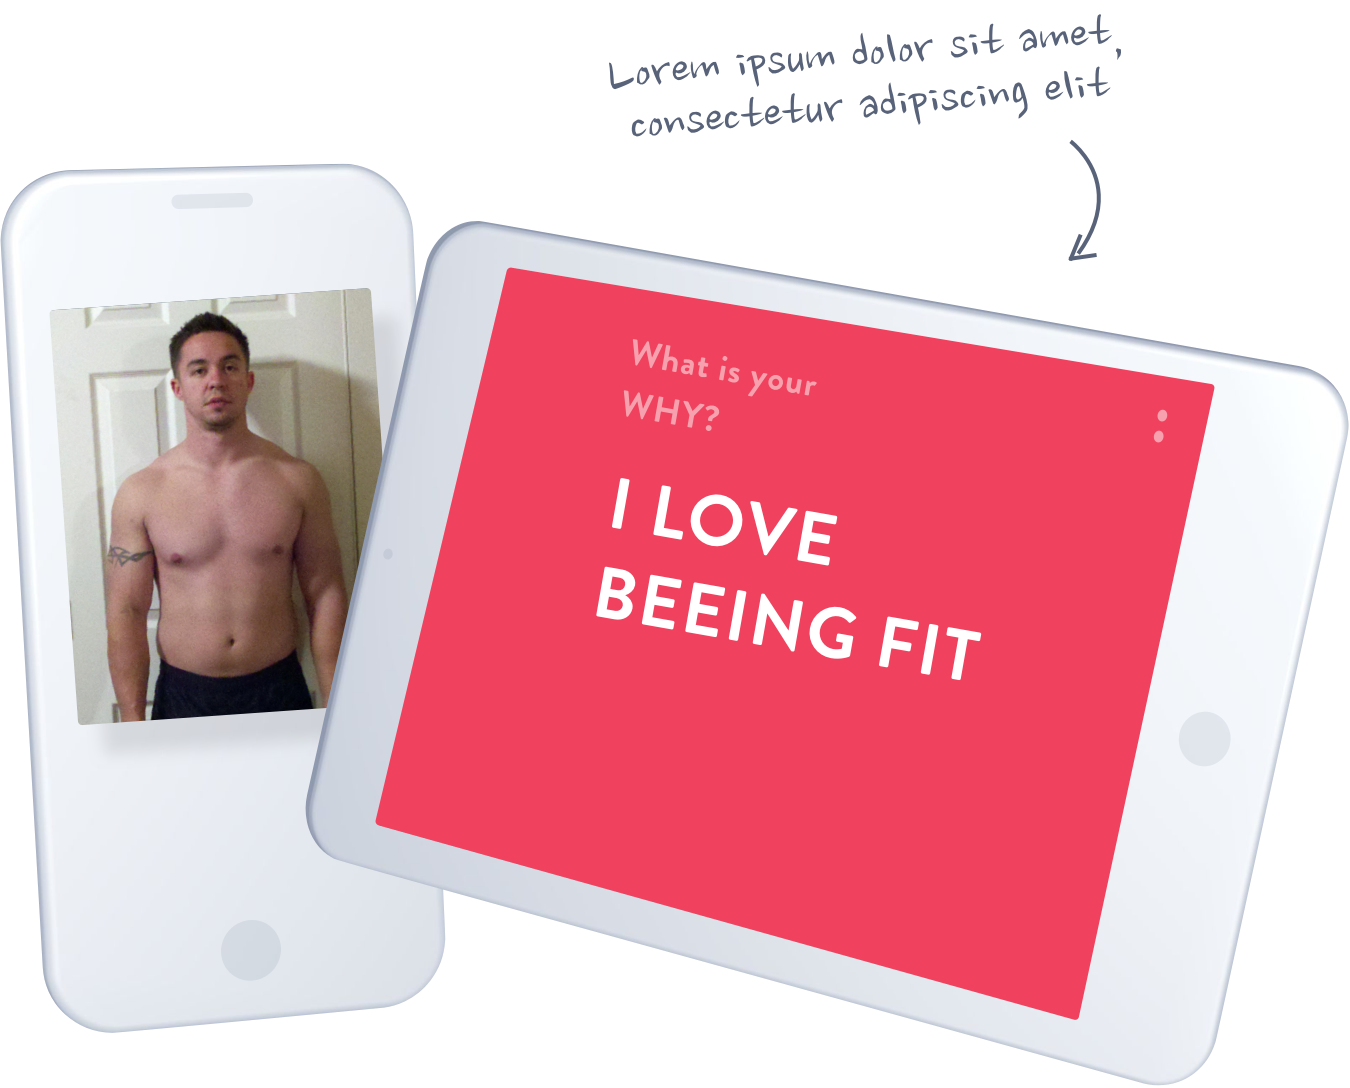 Lorem ipsum dolor sit amet,
consectetur adipiscing elit
What is your
WHY?
I LOVE
BEEING FIT